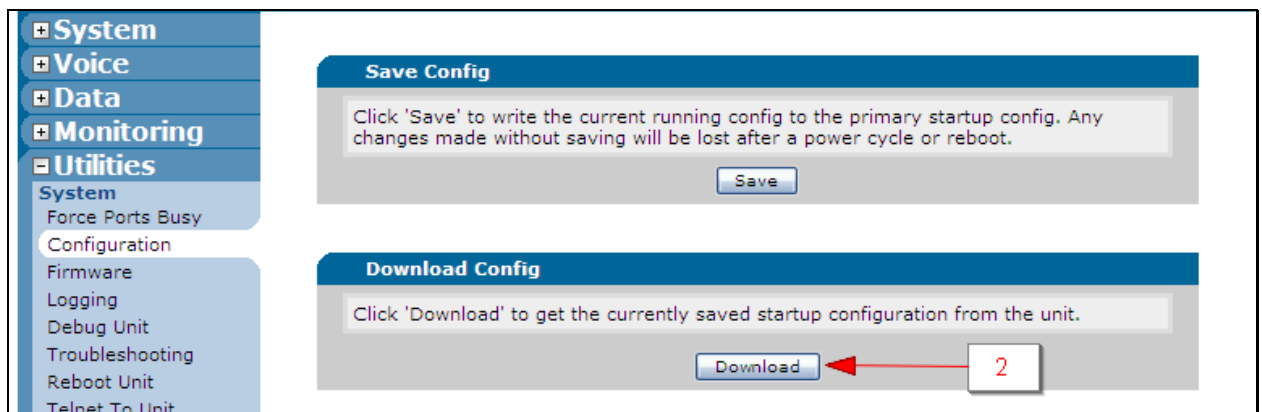 System
Voice
Data
Monitoring
Utilities
System
Force Ports Busy
Configuration
Firmware
Logging
Debug Unit
Troubleshooting
Reboot Unit
Telnet To Unit
Save Config
Click 'Save' to write the current running config to the primary startup config. Any
changes made without saving will be lost after a power cycle or reboot.
Save
Download Config
Click 'Download' to get the currently saved startup configuration from the unit.
Download
2